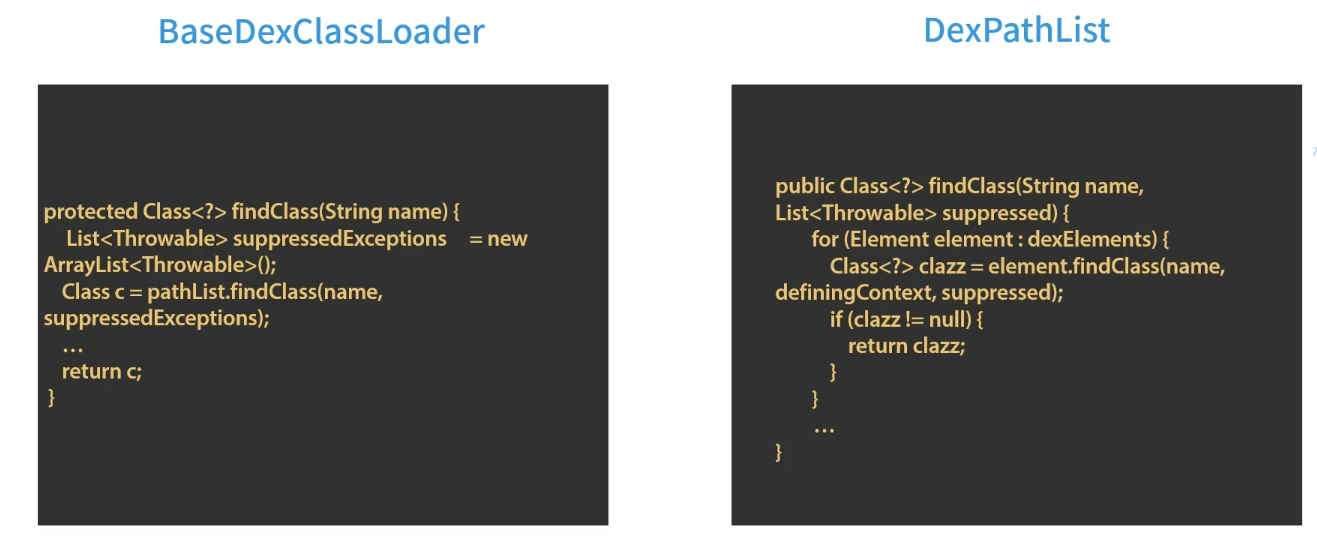 BaseDexClassLoader
protected Class<?> findClass(String name) {
List<Throwable> suppressedExceptions = new
ArrayList<Throwable>();
Class c = pathList.findClass(name,
suppressedExceptions);
...
return c;
}
DexPathList
public Class<?> findClass(String name,
List<Throwable> suppressed) {
for (Element element : dexElements) {
Class<?> clazz = element.findClass(name,
definingContext, suppressed);
if (clazz != null) {
return clazz;
}
}
...
}